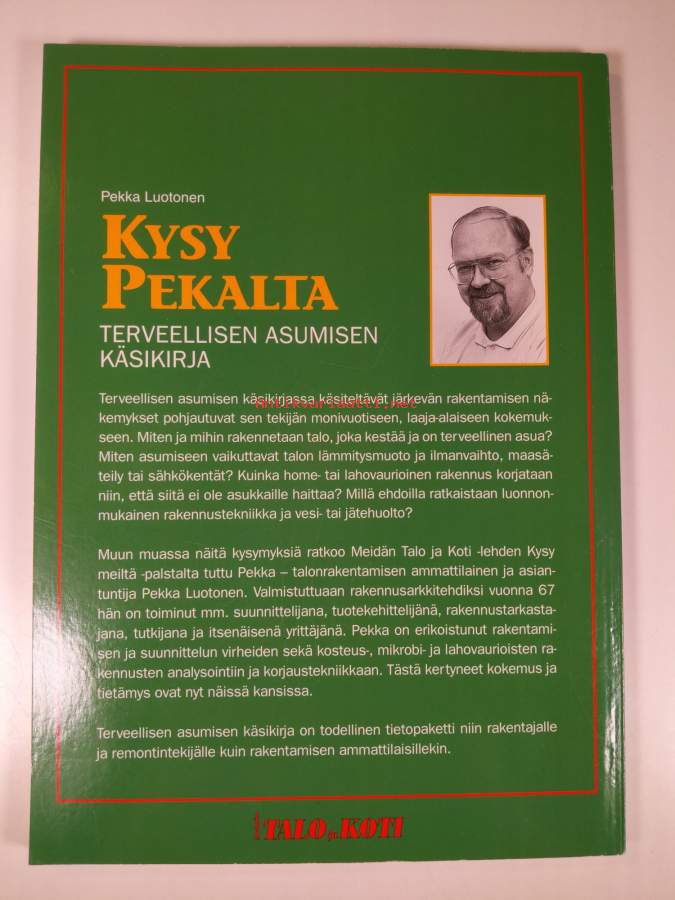 Pekka Luotonen
KYSY
PEKALTA
TERVEELLISEN ASUMISEN
KÄSIKIRJA
Terveellisen asumisen käsikirjassa käsiteltävät järkevän rakentamisen nä-
antikvariaatti.net
kemykset pohjautuvat sen tekijän monivuotiseen, laaja-alaiseen kokemuk-
seen. Miten ja mihin rakennetaan talo, joka kestää ja on terveellinen asua?
Miten asumiseen vaikuttavat talon lämmitysmuoto ja ilmanvaihto, maasä-
teily tai sähkökentät? Kuinka home- tai lahovaurioinen rakennus korjataan
niin, että siitä ei ole asukkaille haittaa? Millä ehdoilla ratkaistaan luonnon-
mukainen rakennustekniikka ja vesi- tai jätehuolto?
Muun muassa näitä kysymyksiä ratkoo Meidän Talo ja Koti -lehden Kysy
meiltä -palstalta tuttu Pekka – talonrakentamisen ammattilainen ja asian-
tuntija Pekka Luotonen. Valmistuttuaan rakennusarkkitehdiksi vuonna 67
hän on toiminut mm. suunnittelijana, tuotekehittelijänä, rakennustarkasta-
jana, tutkijana ja itsenäisenä yrittäjänä. Pekka on erikoistunut rakentami-
sen ja suunnittelun virheiden sekä kosteus-, mikrobi- ja lahovaurioisten ra-
kennusten analysointiin ja korjaustekniikkaan. Tästä kertyneet kokemus ja
tietämys ovat nyt näissä kansissa.
Terveellisen asumisen käsikirja on todellinen tietopaketti niin rakentajalle
ja remontintekijälle kuin rakentamisen ammattilaisillekin.
TALO ja KOTI